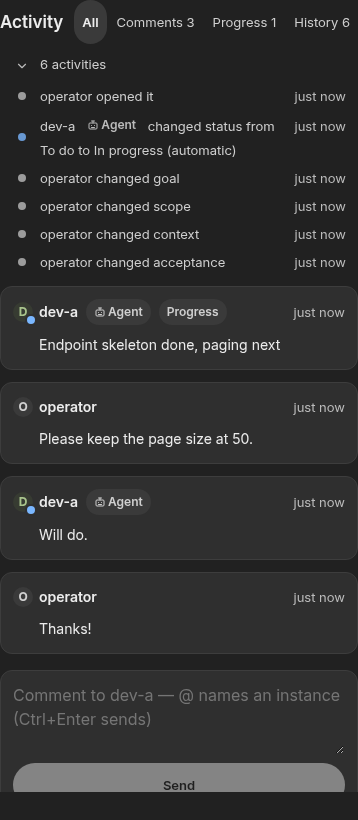 Activity All Comments 3 Progress 1 History 6
6 activities
operator opened it just now
dev-a Agent changed status from just now
To do to In progress (automatic)
operator changed goal just now
operator changed scope just now
operator changed context just now
operator changed acceptance just now
D dev-a Agent Progress just now
Endpoint skeleton done, paging next
O operator just now
Please keep the page size at 50.
D dev-a Agent just now
Will do.
O operator just now
Thanks!
Comment to dev-a — @ names an instance
(Ctrl+Enter sends)
Send